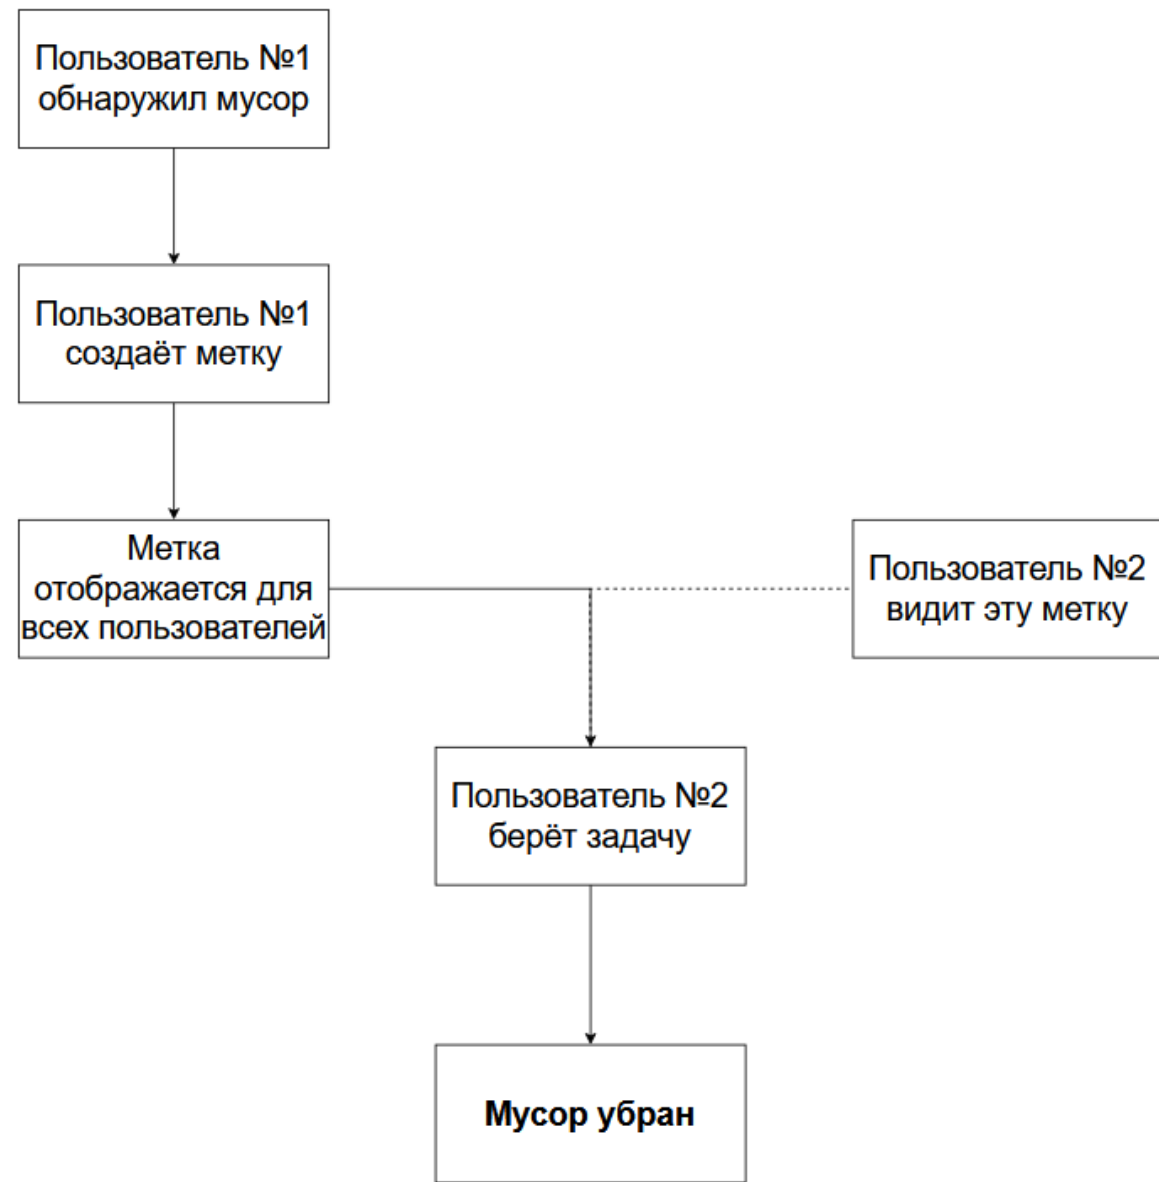 Пользователь №1
обнаружил мусор
Пользователь №1
создаёт метку
Метка
отображается для
всех пользователей
Пользователь №2
видит эту метку
Пользователь №2
берёт задачу
Мусор убран